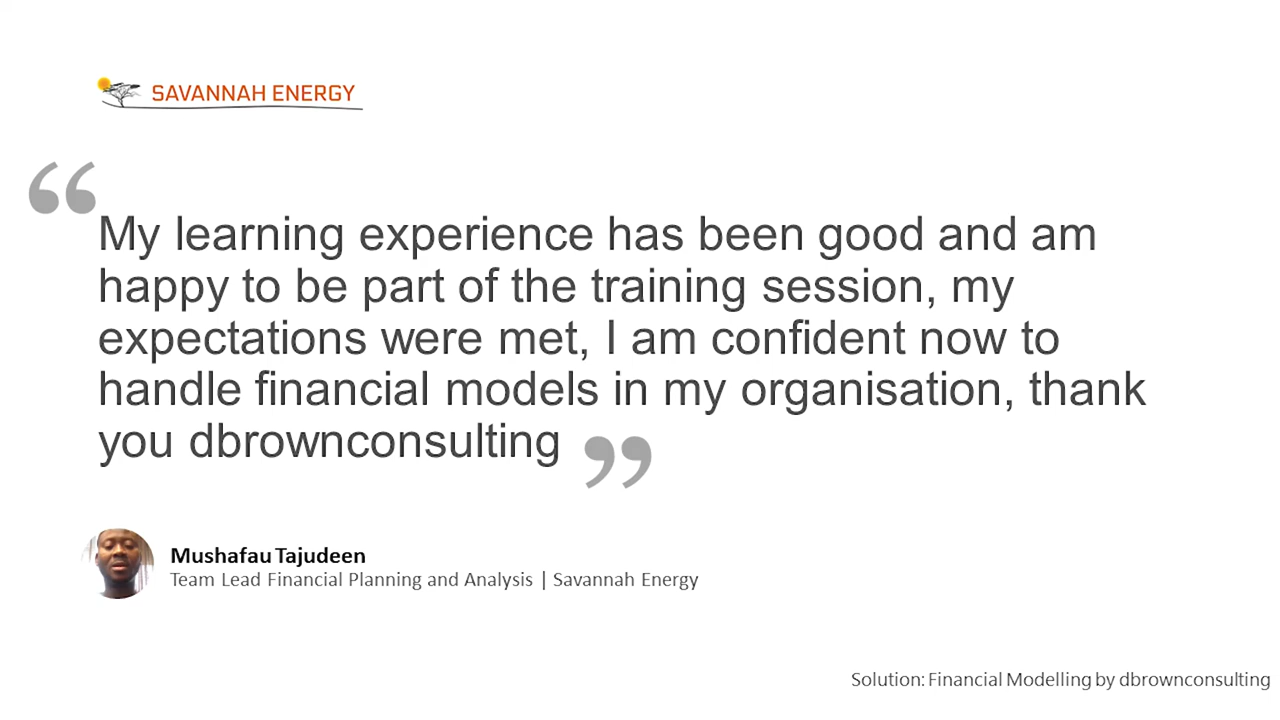 SAVANNAH ENERGY
“My learning experience has been good and am
happy to be part of the training session, my
expectations were met, I am confident now to
handle financial models in my organisation, thank
you dbrownconsulting”
Mushafau Tajudeen
Team Lead Financial Planning and Analysis | Savannah Energy
Solution: Financial Modelling by dbrownconsulting